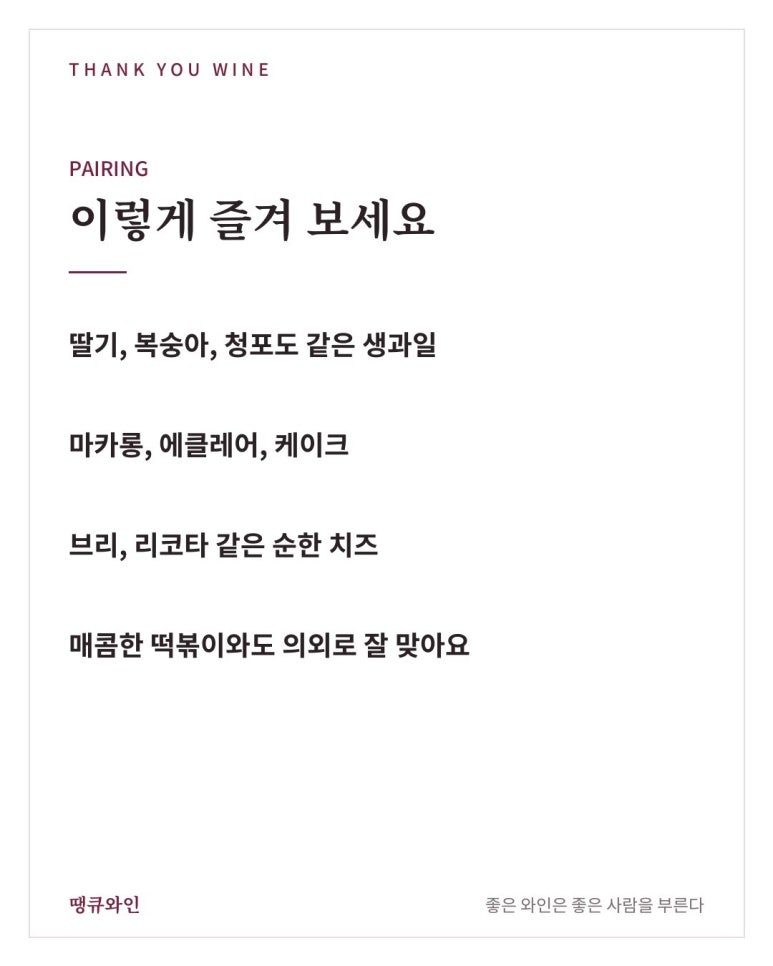 THANK YOU WINE
PAIRING
이렇게 즐겨 보세요
딸기, 복숭아, 청포도 같은 생과일
마카롱, 에클레어, 케이크
브리, 리코타 같은 순한 치즈
매콤한 떡볶이와도 의외로 잘 맞아요
땡큐와인
좋은 와인은 좋은 사람을 부른다